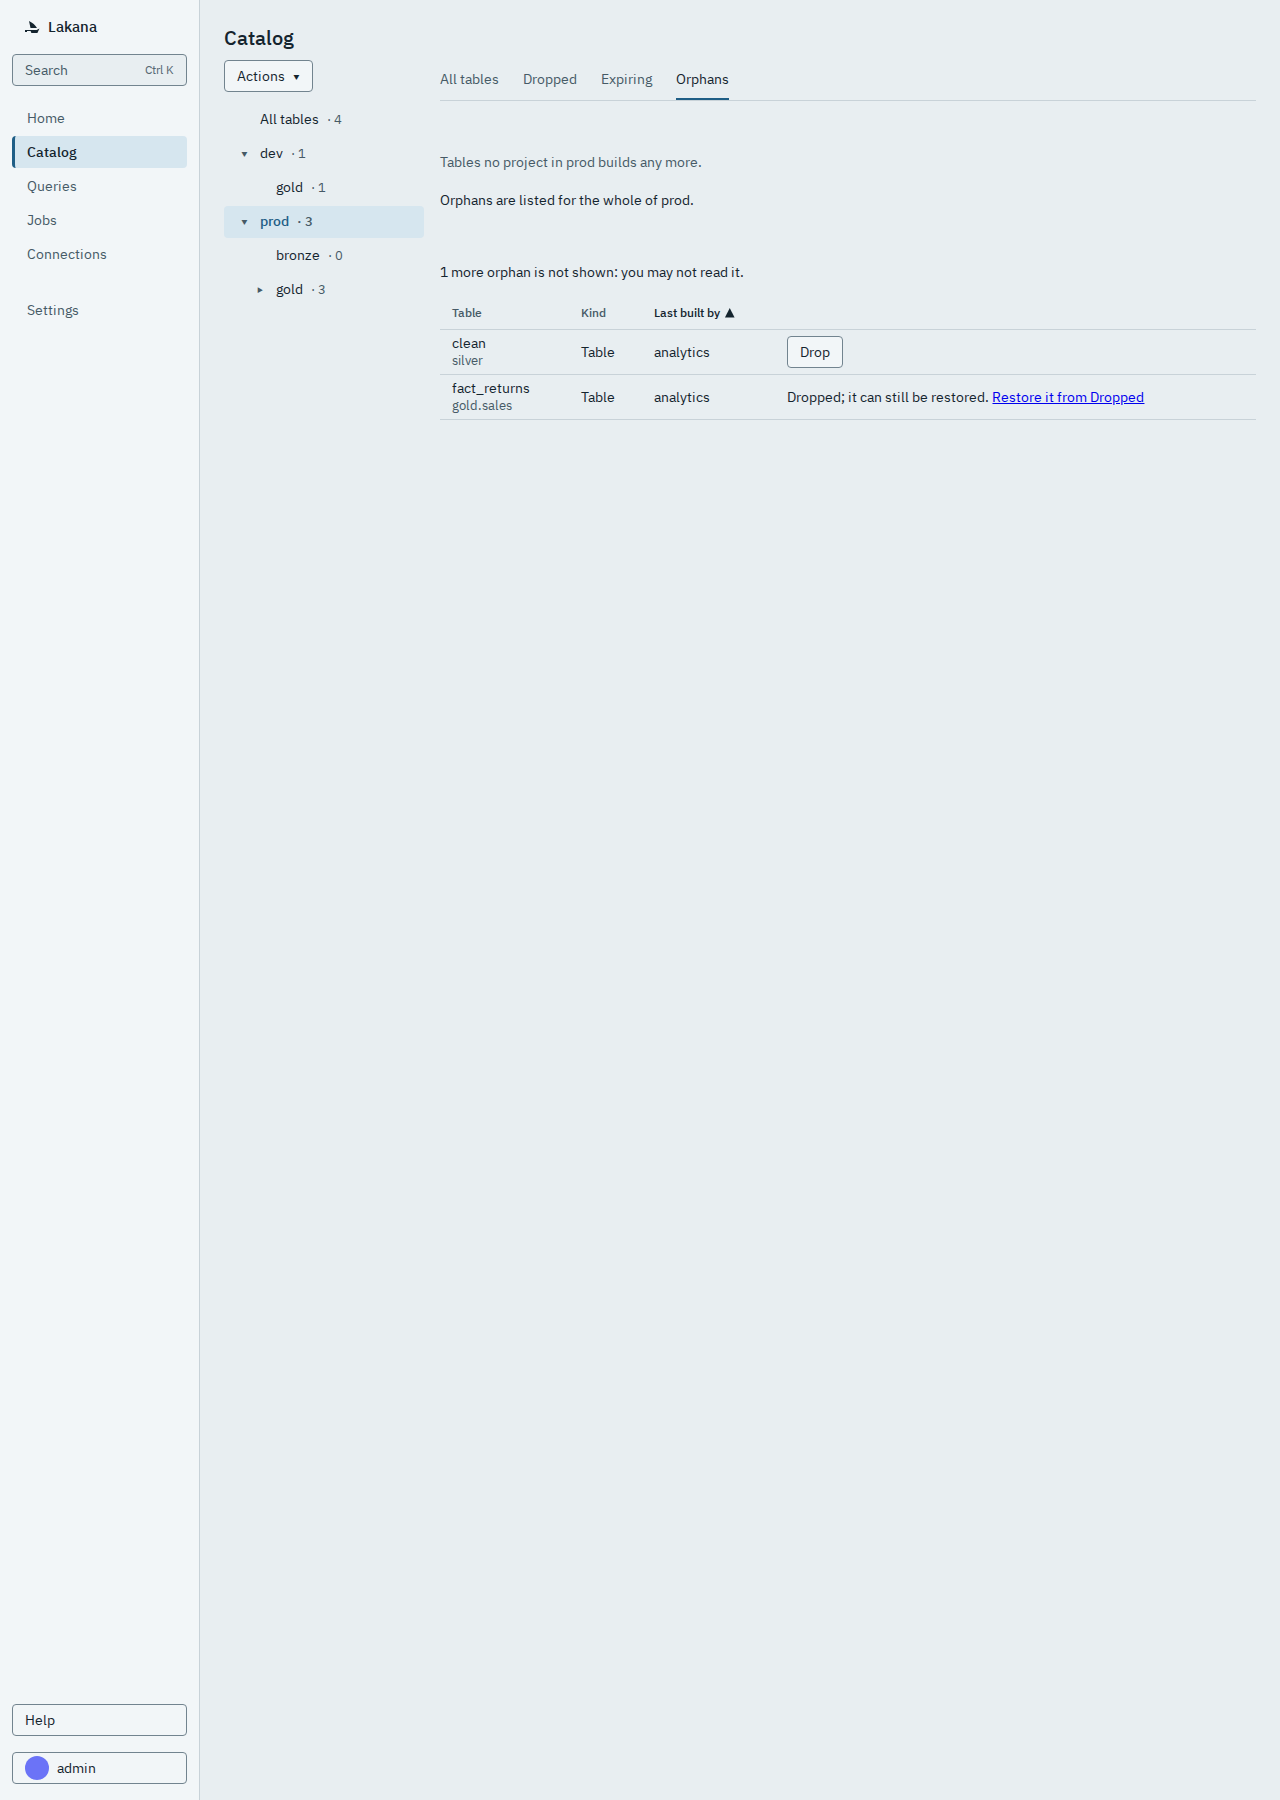 Lakana
Search Ctrl K
Home
Catalog
Queries
Jobs
Connections
Settings
Help
admin
Catalog
Actions ▾
All tables · 4
▾ dev · 1
gold · 1
▾ prod · 3
bronze · 0
▸ gold · 3
All tables Dropped Expiring Orphans
Tables no project in prod builds any more.
Orphans are listed for the whole of prod.
1 more orphan is not shown: you may not read it.
Table Kind Last built by ▲
clean
silver
Table analytics Drop
fact_returns
gold.sales
Table analytics Dropped; it can still be restored. Restore it from Dropped